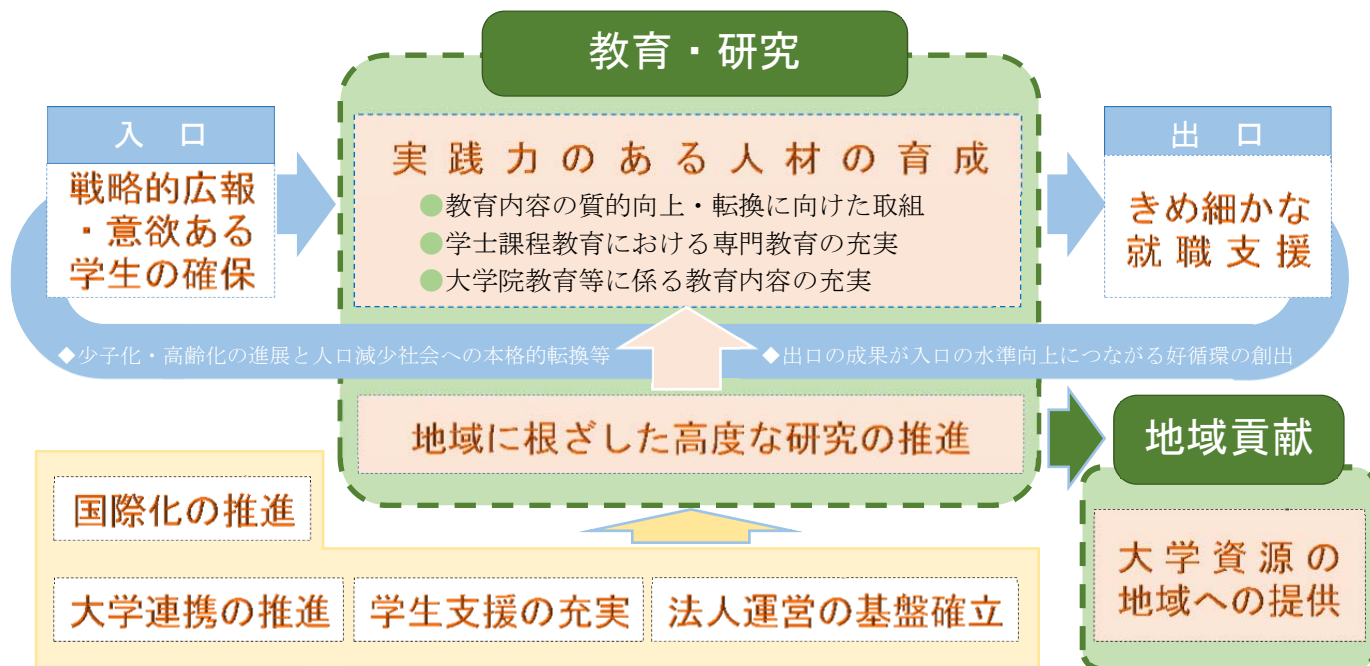 教育・研究
入 口
戦略的広報
・意欲ある
学生の確保
実践力のある人材の育成
●教育内容の質的向上・転換に向けた取組
●学士課程教育における専門教育の充実
●大学院教育等に係る教育内容の充実
出 口
きめ細かな
就職支援
◆少子化・高齢化の進展と人口減少社会への本格的転換等
◆出口の成果が入口の水準向上につながる好循環の創出
地域に根ざした高度な研究の推進
地域貢献
大学資源の
地域への提供
国際化の推進
大学連携の推進
学生支援の充実
法人運営の基盤確立